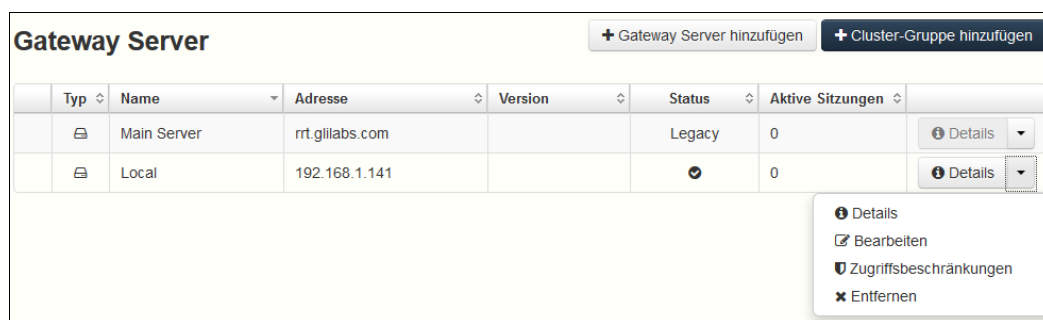 Gateway Server
+ Gateway Server hinzufügen
+ Cluster-Gruppe hinzufügen
Typ Name Adresse Version Status Aktive Sitzungen
Main Server rrt.glilabs.com Legacy 0 Details
Local 192.168.1.141 0 Details
Details
Bearbeiten
Zugriffsbeschränkungen
Entfernen